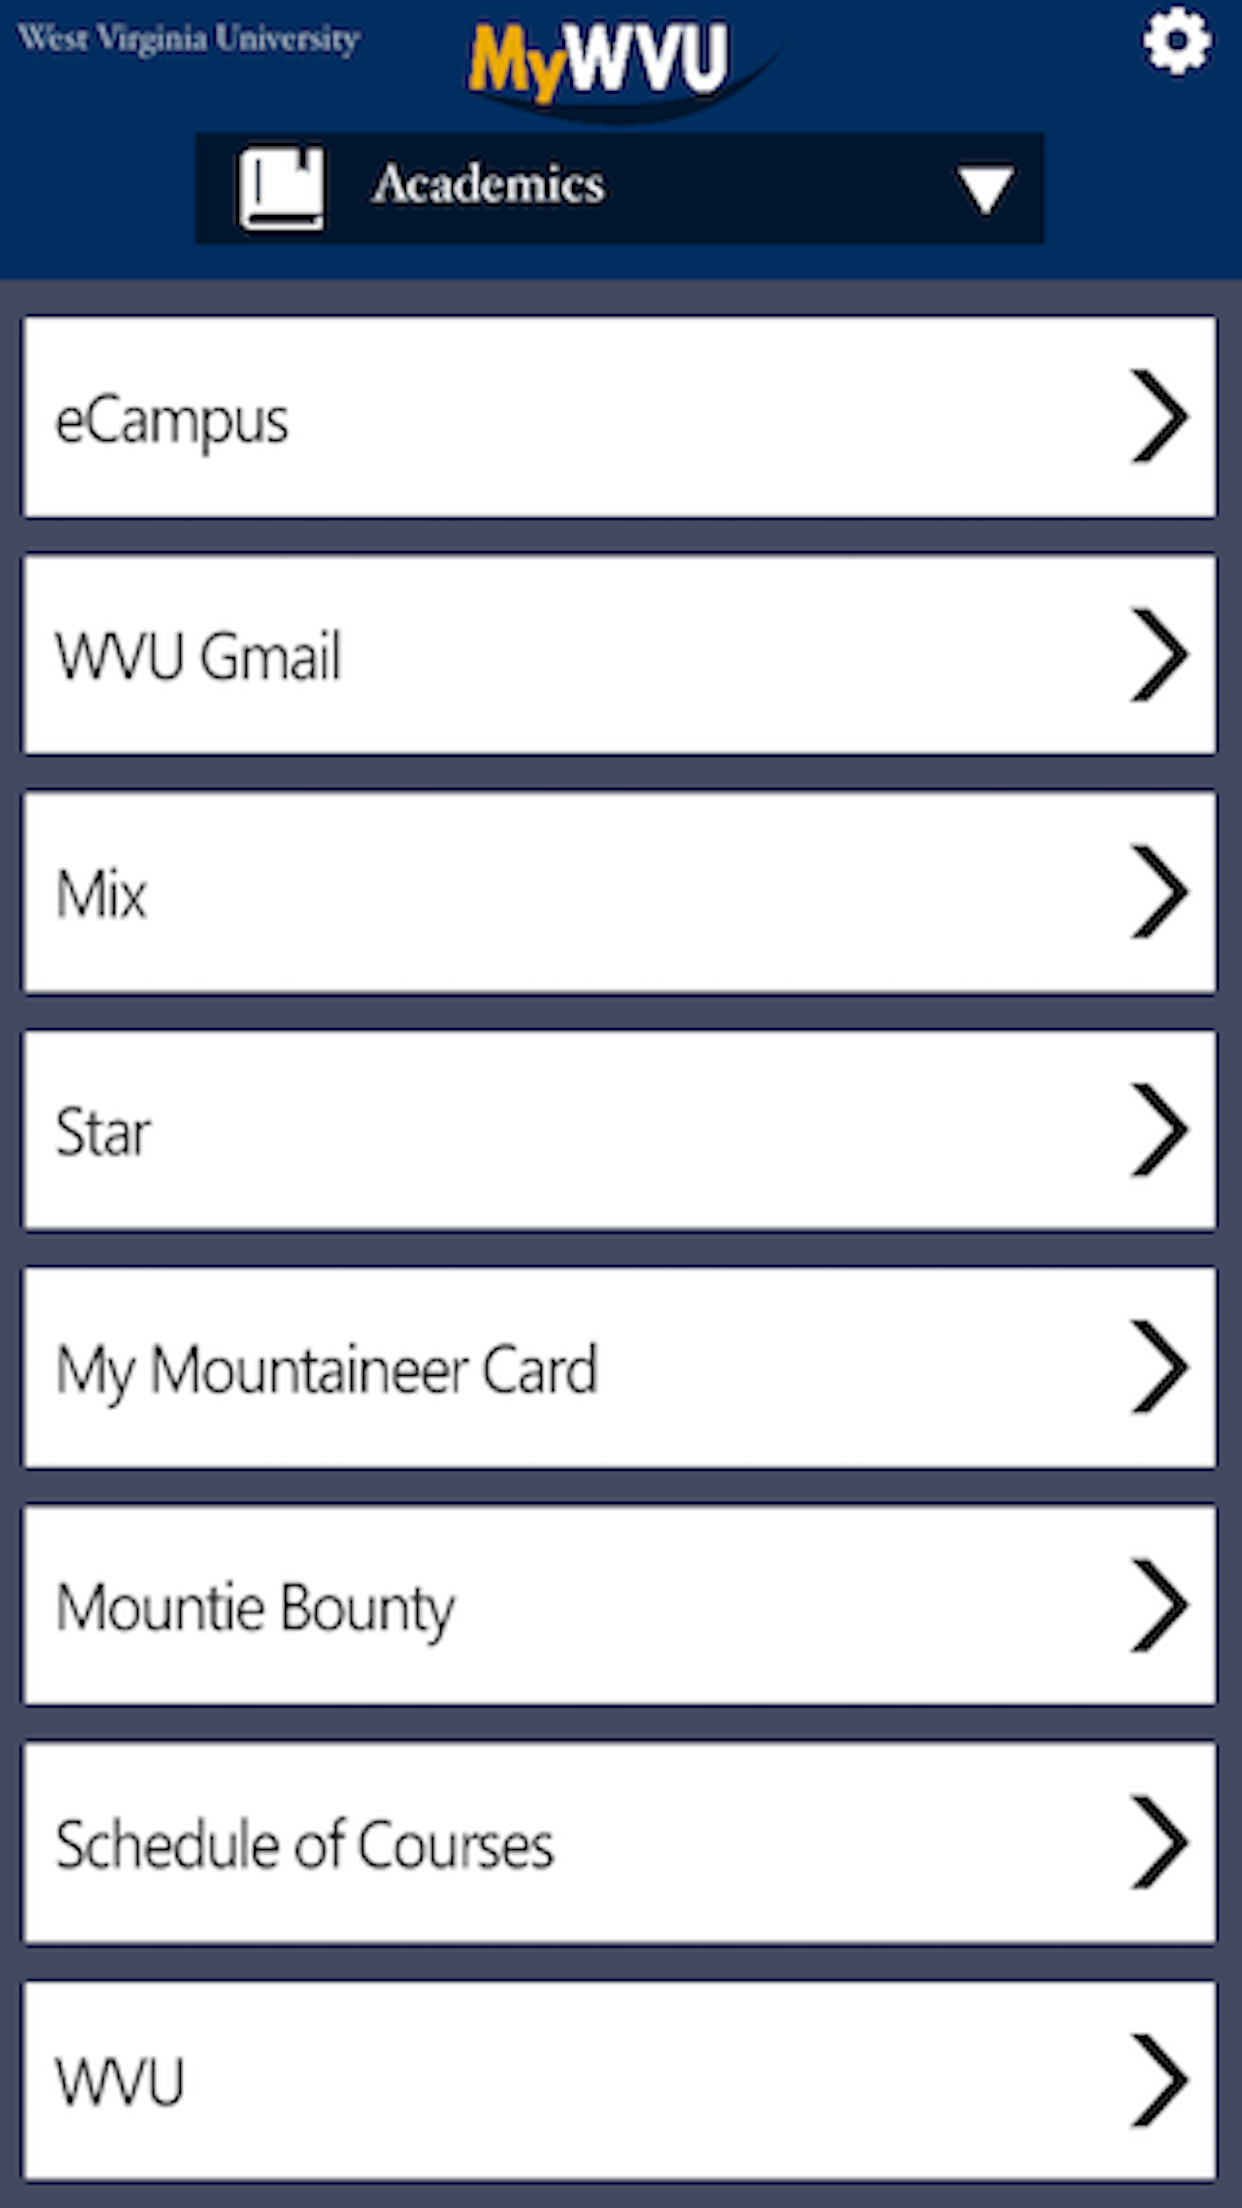 West Virginia University
MyWVU
Academics
eCampus
WVU Gmail
Mix
Star
My Mountaineer Card
Mountie Bounty
Schedule of Courses
WVU